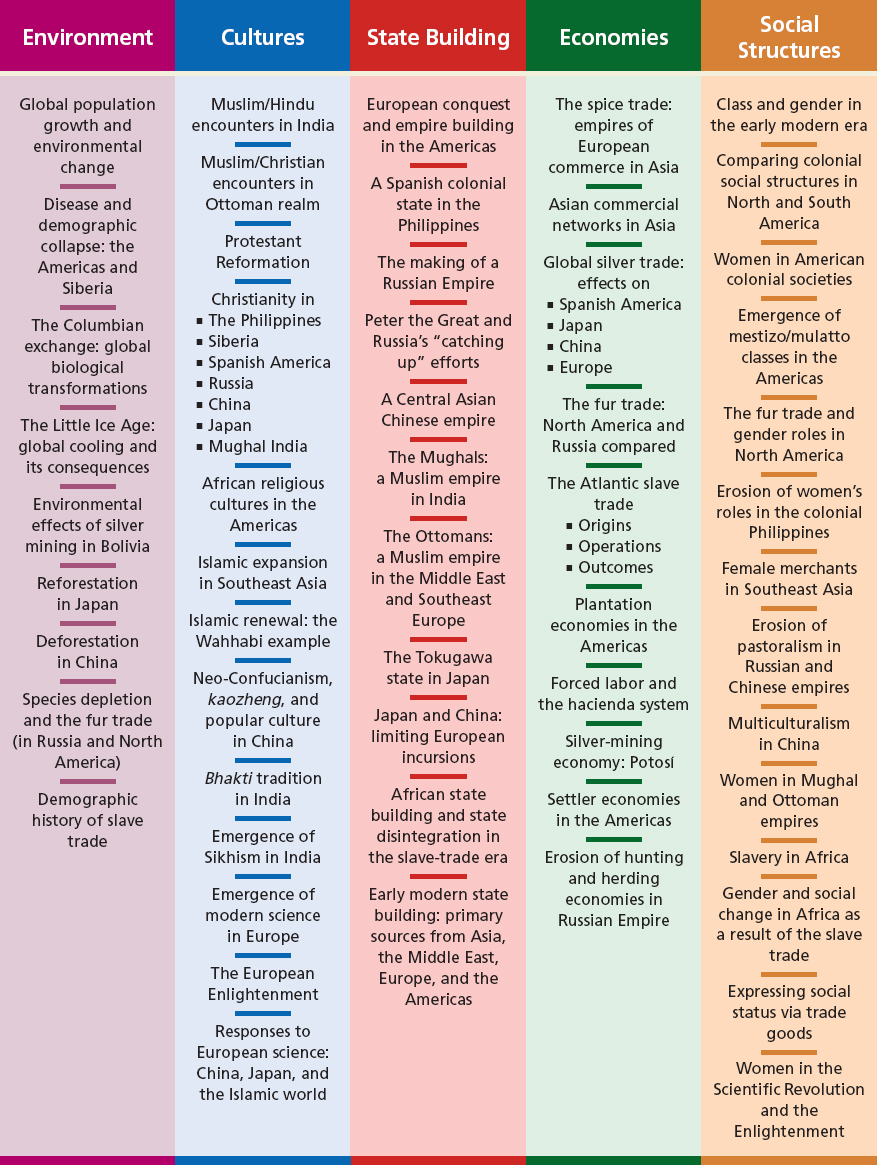 Environment
Global population
growth and
environmental
change
Disease and
demographic
collapse: the
Americas and
Siberia
The Columbian
exchange: global
biological
transformations
The Little Ice Age:
global cooling and
its consequences
Environmental
effects of silver
mining in Bolivia
Reforestation
in Japan
Deforestation
in China
Species depletion
and the fur trade
(in Russia and North
America)
Demographic
history of slave
trade
Cultures
Muslim/Hindu
encounters in India
Muslim/Christian
encounters in
Ottoman realm
Protestant
Reformation
Christianity in
▪ The Philippines
▪ Siberia
▪ Spanish America
▪ Russia
▪ China
▪ Japan
▪ Mughal India
African religious
cultures in the
Americas
Islamic expansion
in Southeast Asia
Islamic renewal: the
Wahhabi example
Neo-Confucianism,
kaozheng, and
popular culture
in China
Bhakti tradition
in India
Emergence of
Sikhism in India
Emergence of
modern science
in Europe
The European
Enlightenment
Responses to
European science:
China, Japan, and
the Islamic world
State Building
European conquest
and empire building
in the Americas
A Spanish colonial
state in the
Philippines
The making of a
Russian Empire
Peter the Great and
Russia’s “catching
up” efforts
A Central Asian
Chinese empire
The Mughals:
a Muslim empire
in India
The Ottomans:
a Muslim empire
in the Middle East
and Southeast
Europe
The Tokugawa
state in Japan
Japan and China:
limiting European
incursions
African state
building and state
disintegration in
the slave-trade era
Early modern state
building: primary
sources from Asia,
the Middle East,
Europe, and the
Americas
Economies
The spice trade:
empires of
European
commerce in Asia
Asian commercial
networks in Asia
Global silver trade:
effects on
▪ Spanish America
▪ Japan
▪ China
▪ Europe
The fur trade:
North America and
Russia compared
The Atlantic slave
trade
▪ Origins
▪ Operations
▪ Outcomes
Plantation
economies in the
Americas
Forced labor and
the hacienda system
Silver-mining
economy: Potosí
Settler economies
in the Americas
Erosion of hunting
and herding
economies in
Russian Empire
Social
Structures
Class and gender in
the early modern era
Comparing colonial
social structures in
North and South
America
Women in American
colonial societies
Emergence of
mestizo/mulatto
classes in the
Americas
The fur trade and
gender roles in
North America
Erosion of women’s
roles in the colonial
Philippines
Female merchants
in Southeast Asia
Erosion of
pastoralism in
Russian and
Chinese empires
Multiculturalism
in China
Women in Mughal
and Ottoman
empires
Slavery in Africa
Gender and social
change in Africa as
a result of the slave
trade
Expressing social
status via trade
goods
Women in the
Scientific Revolution
and the
Enlightenment